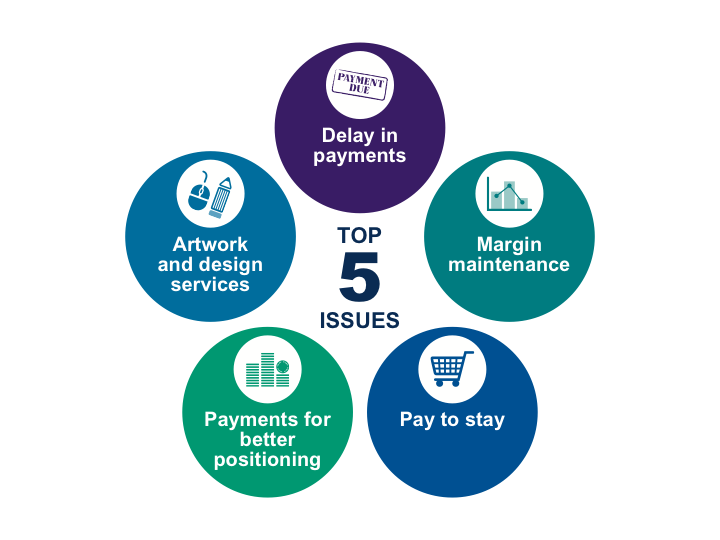 PAYMENT
DUE
Delay in
payments
Artwork
and design
services
TOP
5
ISSUES
Margin
maintenance
Payments for
better
positioning
Pay to stay